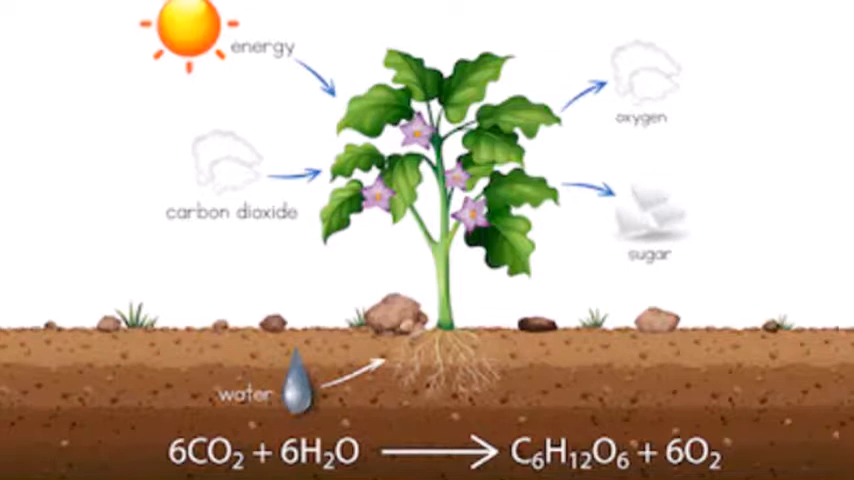 energy
oxygen
carbon dioxide
sugar
water
6CO₂ + 6H₂O → C₆H₁₂O₆ + 6O₂